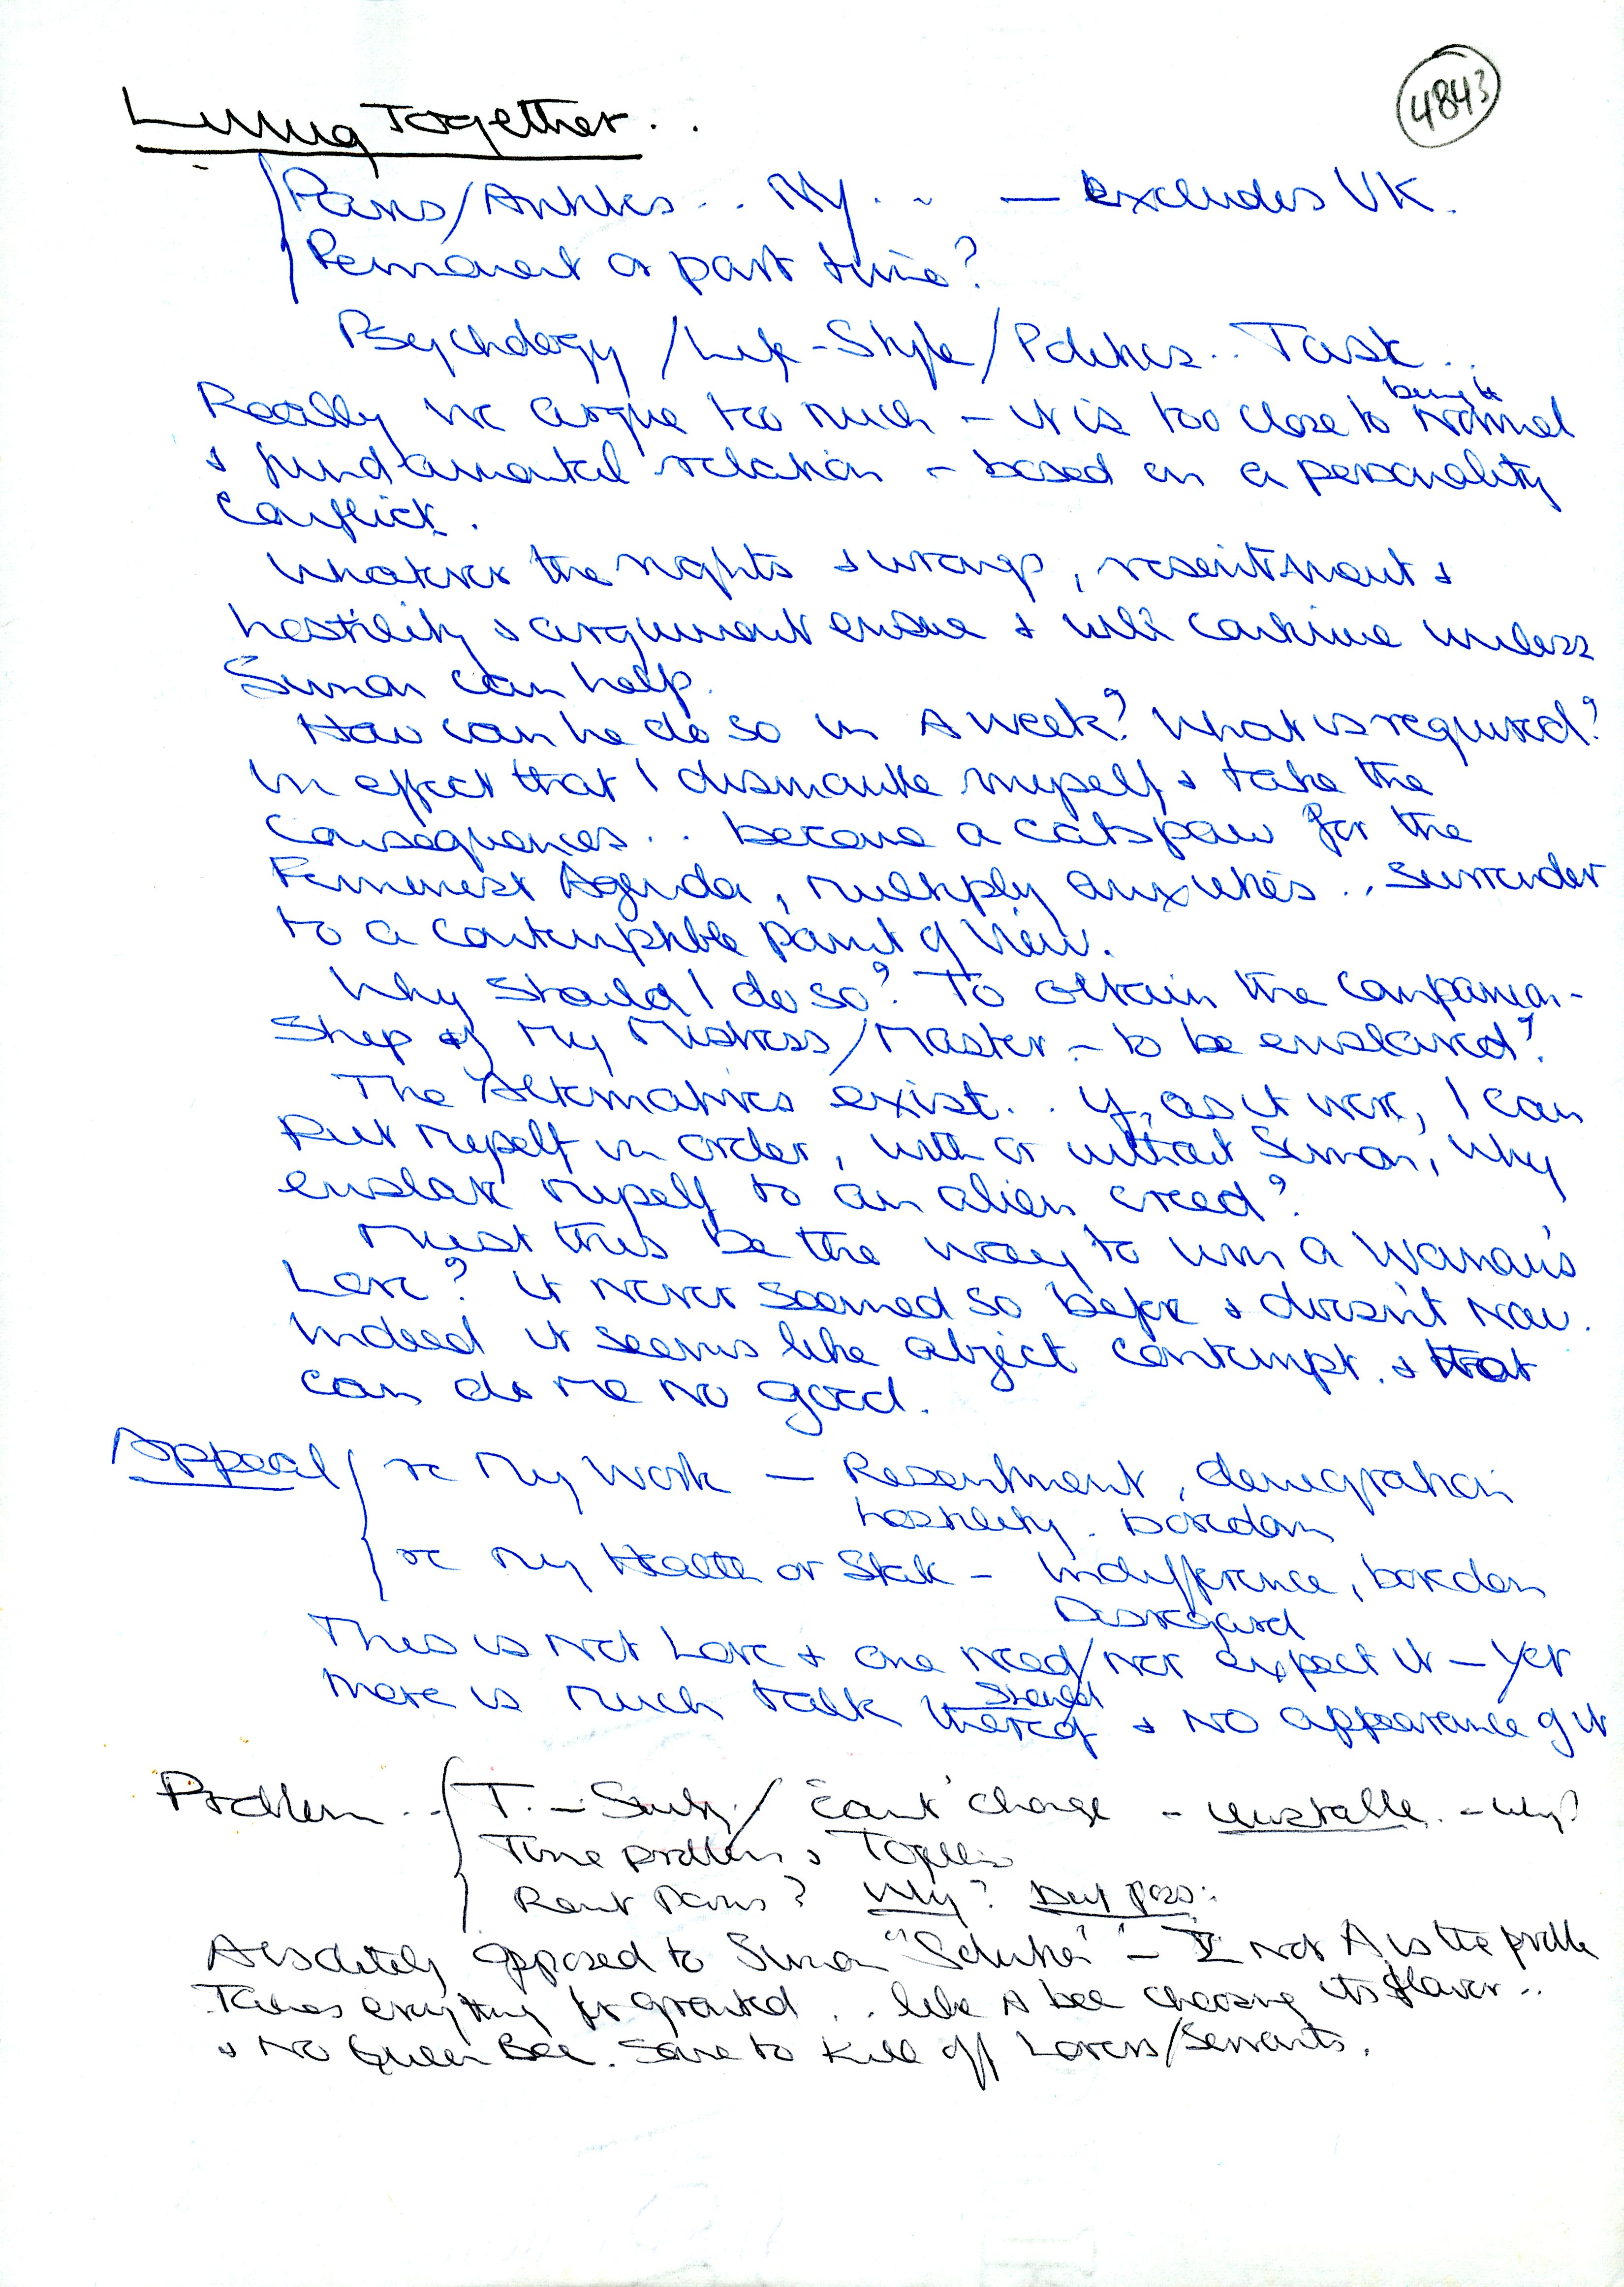 4843
Living Together . .
Paris/Antibes . . NY . . — excludes UK.
Permanent or part time?
Psychology / Life-Style / Politics . . Task . .
Really we argue too much – it is too close to being the normal
& fundamental relation – based on a personality
conflict.
Whatever the rights & wrongs, resentment &
hostility & argument ensue & will continue unless
Simon can help.
How can he do so in A week? What is required?
In effect that I dismantle myself & take the
consequences . . become a catspaw for the
Feminist Agenda, multiply anxieties . . surrender
to a contemptible point of view.
Why should I do so? To obtain the companion-
ship of my Mistress/Master – to be enslaved?
The Alternatives exist . . If, as it were, I can
Put myself in order, with or without Simon, why
enslave myself to an alien creed?
Must this be the way to win a Woman's
Love? It never seemed so before & doesn't now.
Indeed it seems like abject contempt & that
can do me no good.
Appeal re My Work — Resentment, denigration
hostility. boredom
re My Health or State – Indifference, boredom
Disregard
This is not Love & one need/should not expect it – yet
there is much talk thereof & NO appearance of it
Problem . . T. – / can't change – unstable. – why?
Time problem &
Rent Paris? Why?
Absolutely opposed to Simon "Solution" – not A is the
Takes everything for granted . . like A bee choosing its flower . .
& No Queen Bee. Save to Kill off Lovers/Servants.